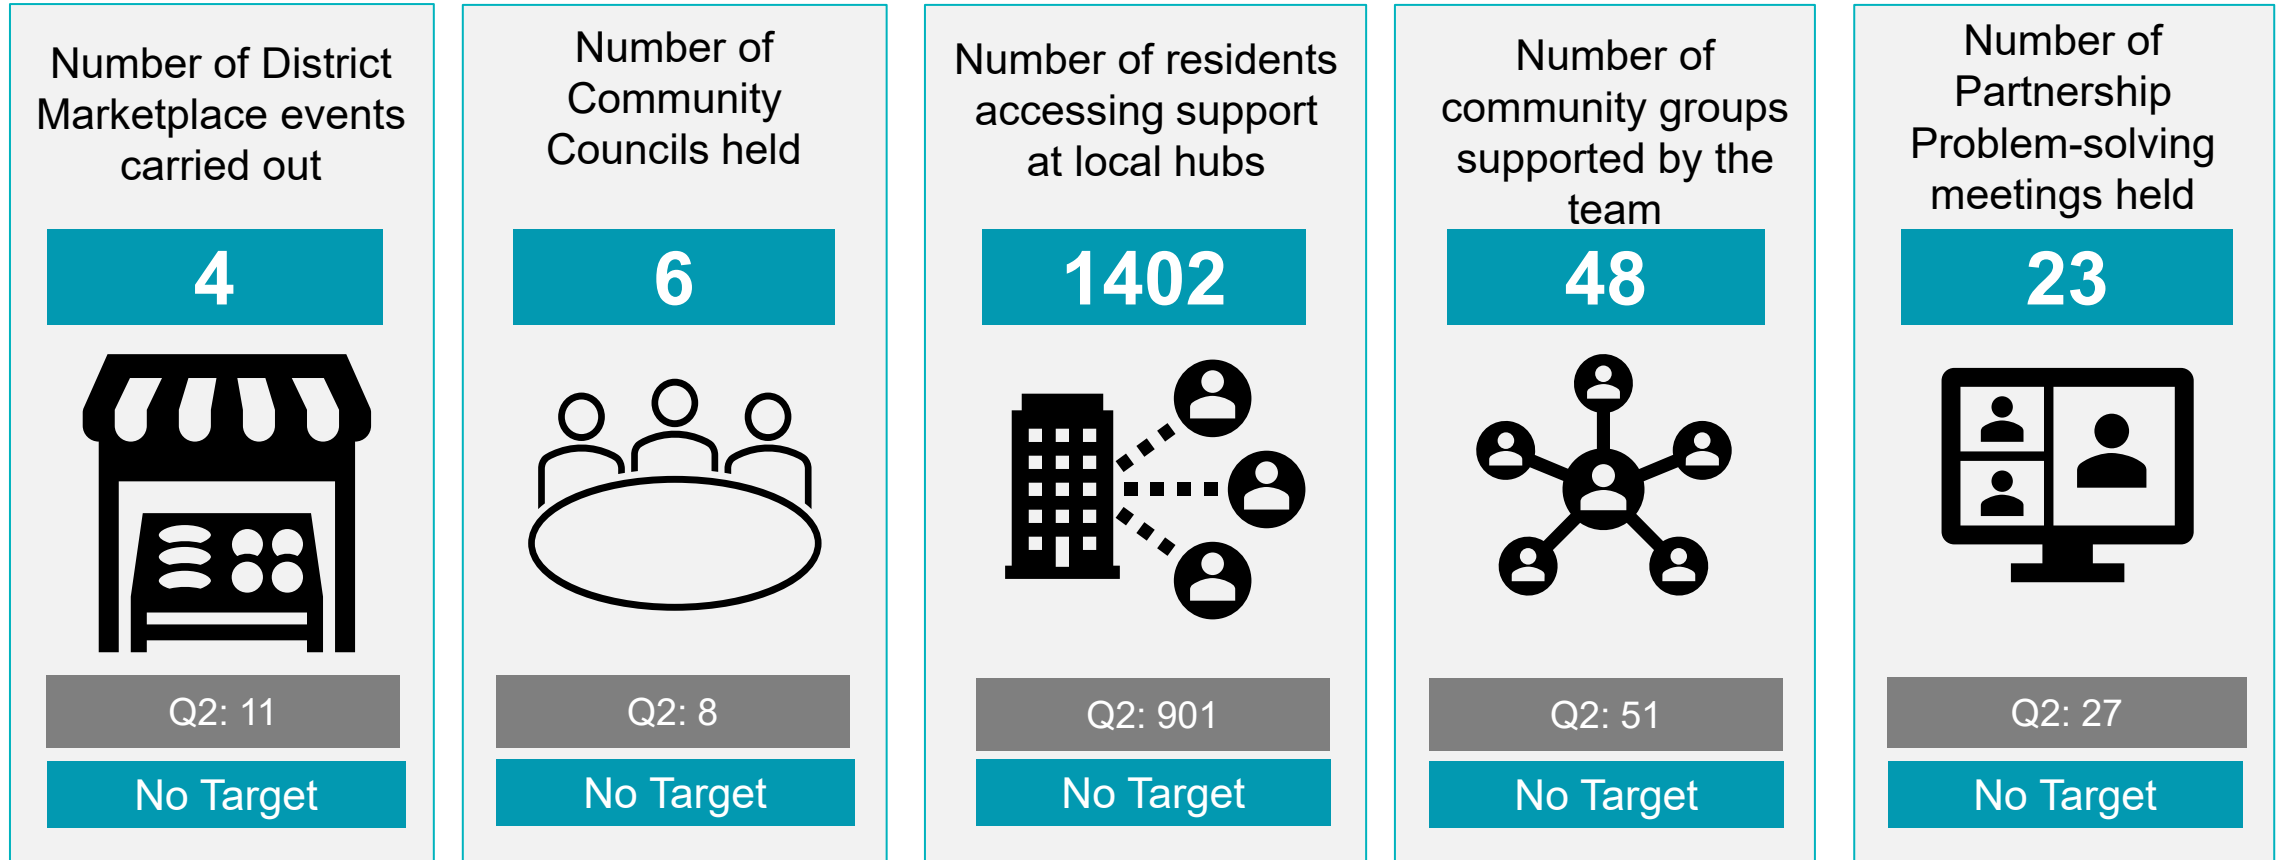 Number of District
Marketplace events
carried out
4
Q2: 11
No Target
Number of
Community
Councils held
6
Q2: 8
No Target
Number of residents
accessing support
at local hubs
1402
Q2: 901
No Target
Number of
community groups
supported by the
team
48
Q2: 51
No Target
Number of
Partnership
Problem-solving
meetings held
23
Q2: 27
No Target